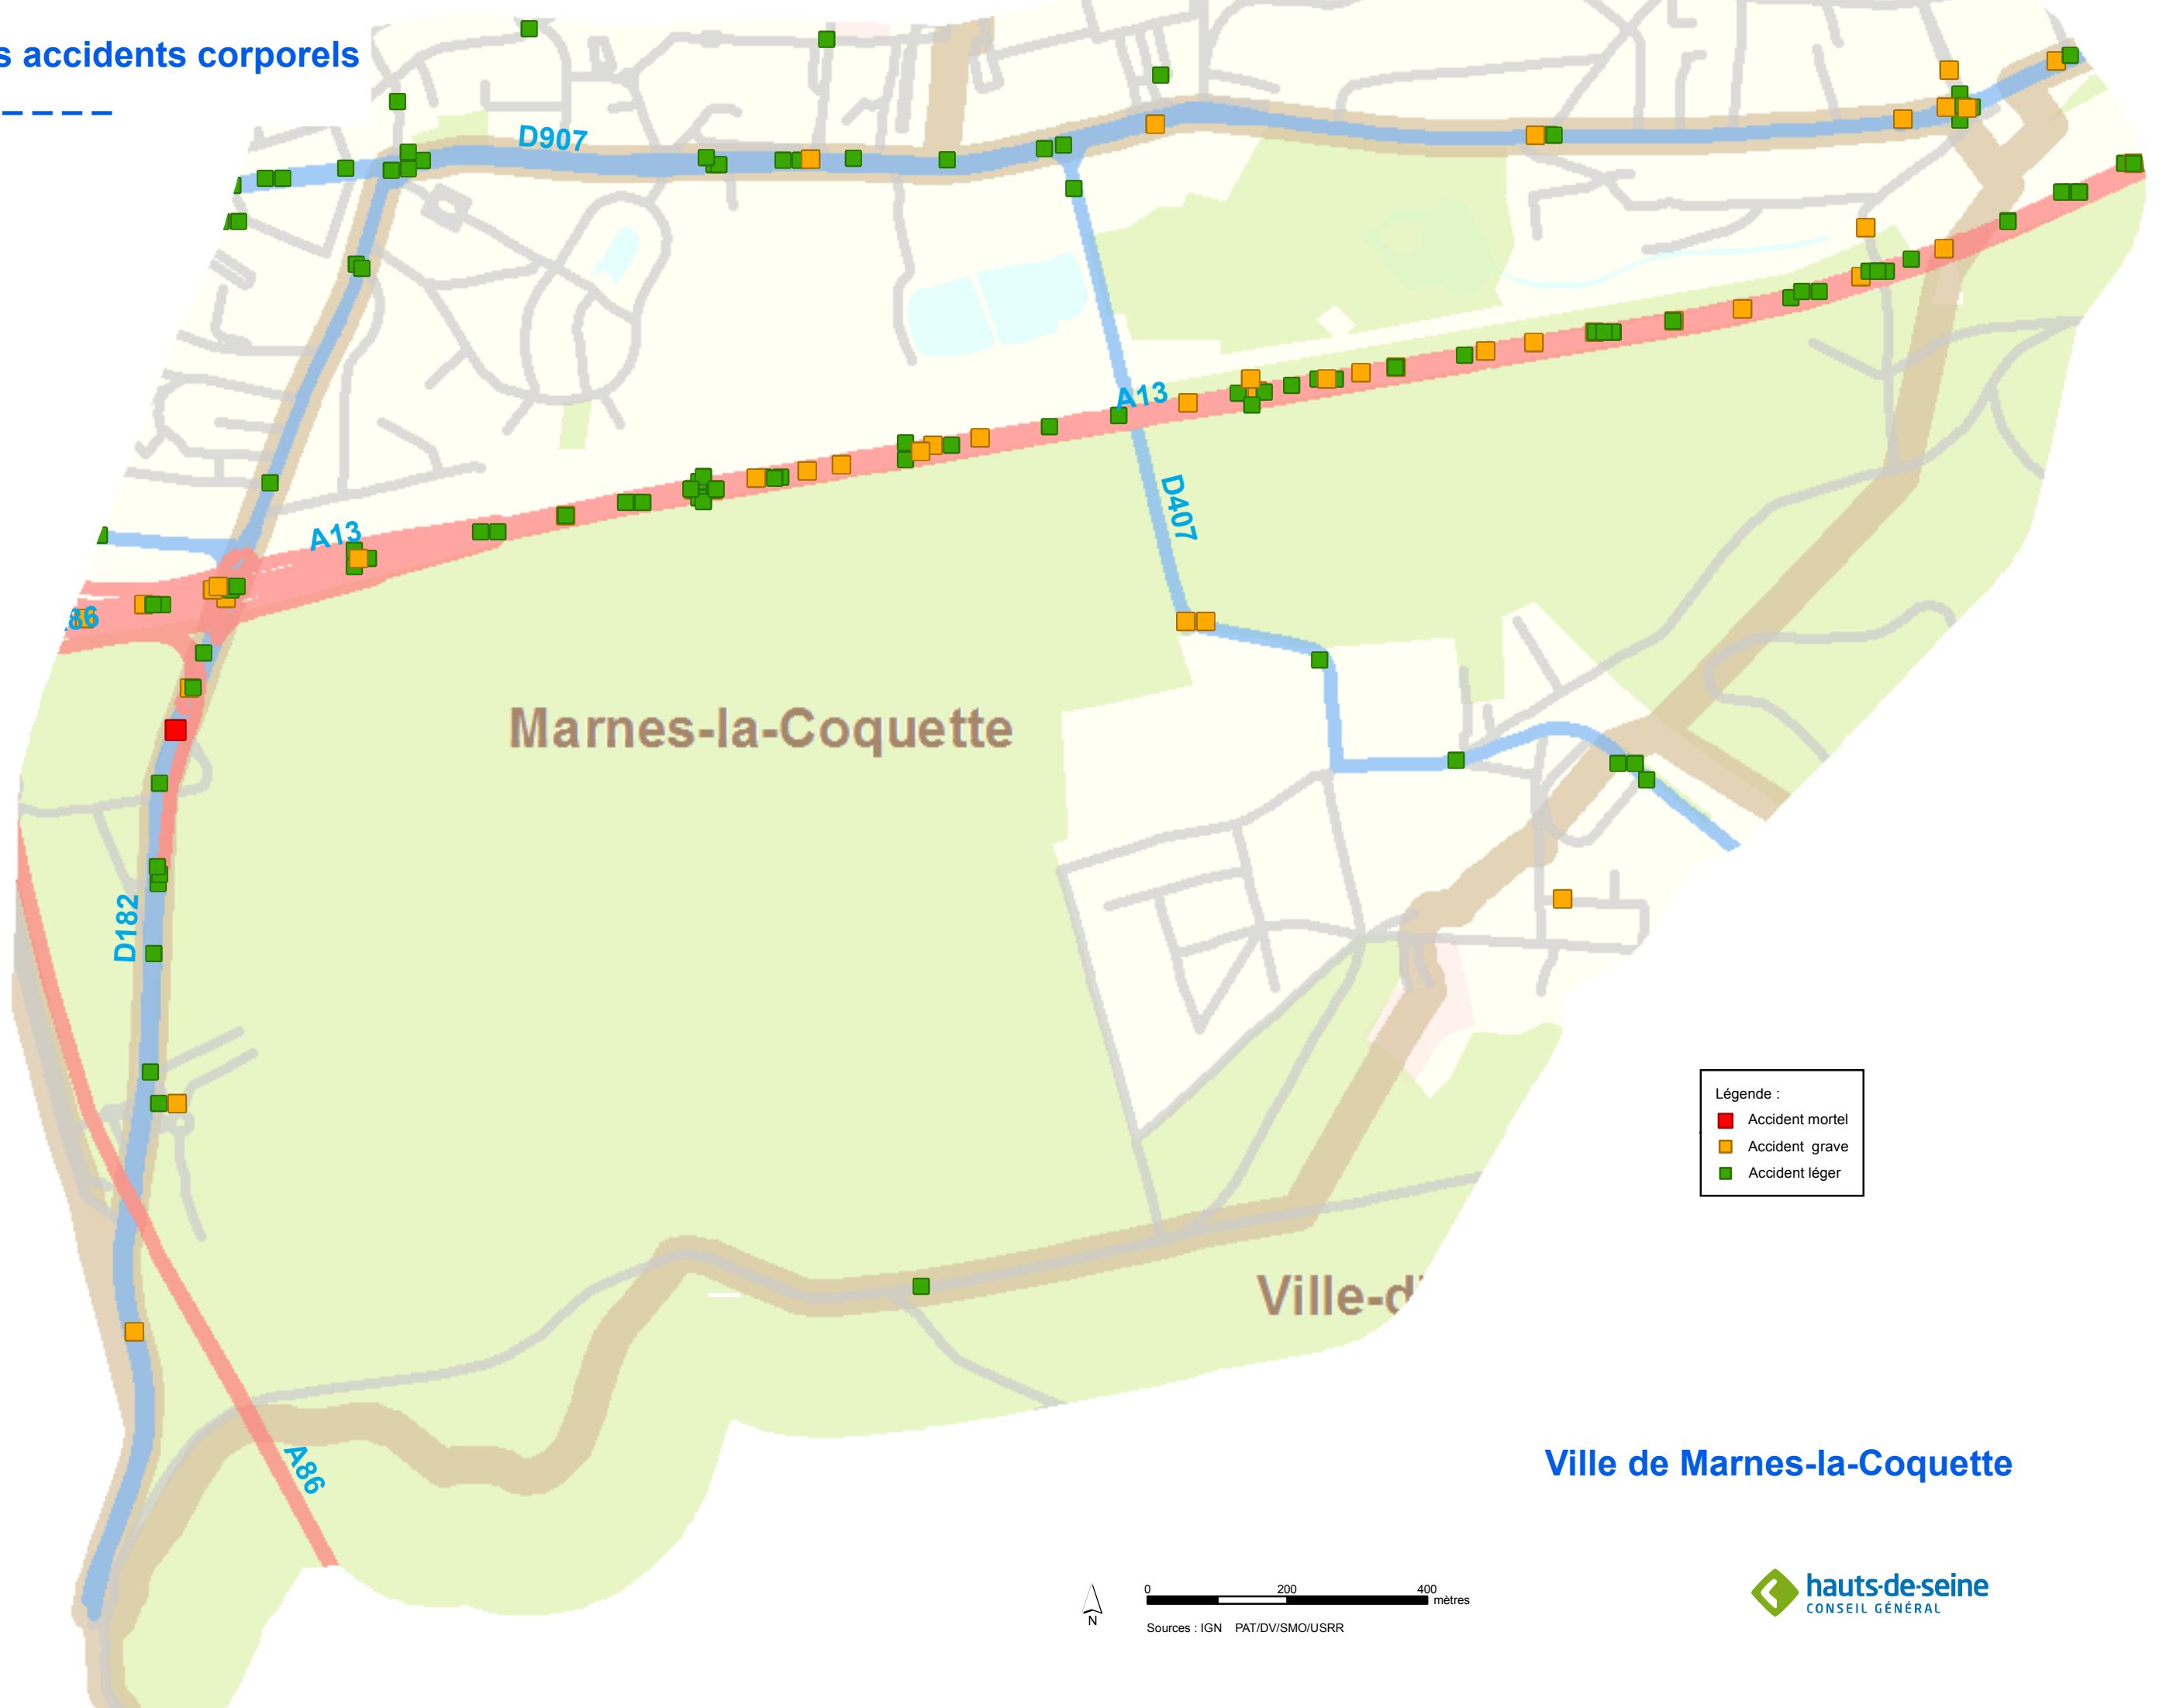 s accidents corporels
D907
A13
A13
D407
86
Marnes-la-Coquette
D182
Légende :
Accident mortel
Accident grave
Accident léger
Ville-d'
A86
Ville de Marnes-la-Coquette
0 200 400
mètres
N
Sources : IGN PAT/DV/SMO/USRR
hauts-de-seine
CONSEIL GÉNÉRAL